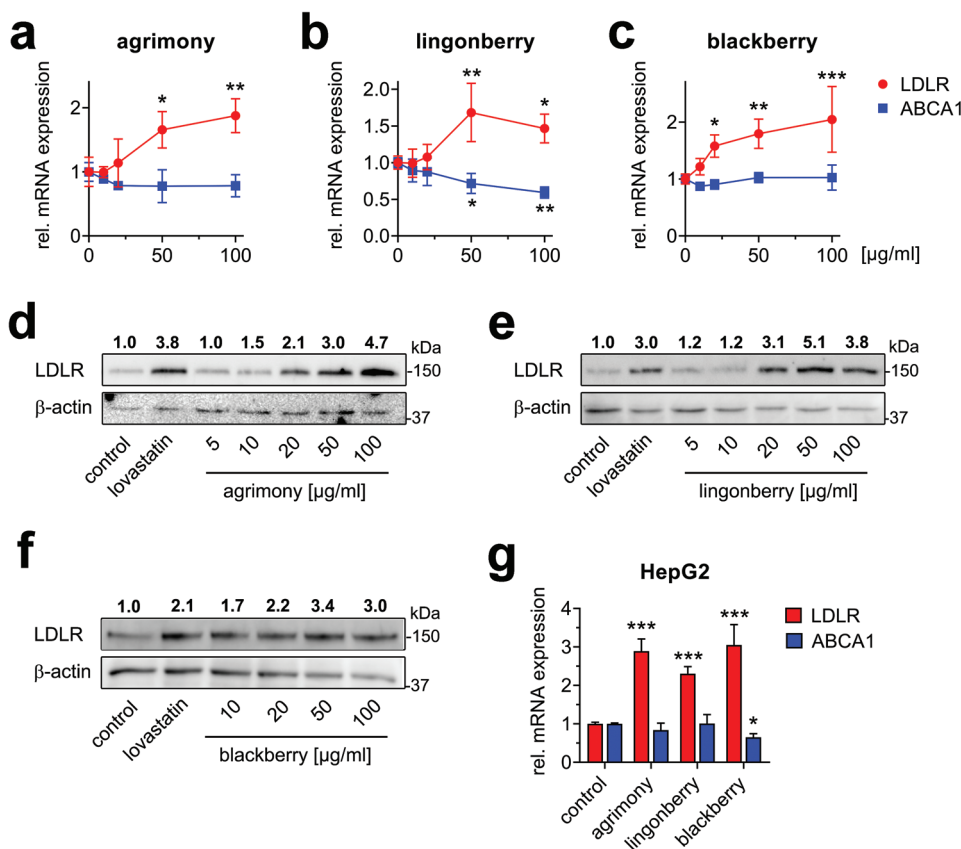 a
agrimony
rel. mRNA expression
2
1
0
0
50
100
*
**
b
lingonberry
rel. mRNA expression
2.0
1.5
1.0
0.5
0.0
0
50
100
**
*
*
**
c
blackberry
rel. mRNA expression
2
1
0
0
50
100
[µg/ml]
*
**
***
LDLR
ABCA1
d
1.0 3.8 1.0 1.5 2.1 3.0 4.7 kDa
LDLR -150
β-actin -37
control lovastatin 5 10 20 50 100
agrimony [µg/ml]
e
1.0 3.0 1.2 1.2 3.1 5.1 3.8 kDa
LDLR -150
β-actin -37
control lovastatin 5 10 20 50 100
lingonberry [µg/ml]
f
1.0 2.1 1.7 2.2 3.4 3.0 kDa
LDLR -150
β-actin -37
control lovastatin 10 20 50 100
blackberry [µg/ml]
g
HepG2
rel. mRNA expression
4
3
2
1
0
***
***
***
*
control agrimony lingonberry blackberry
LDLR
ABCA1